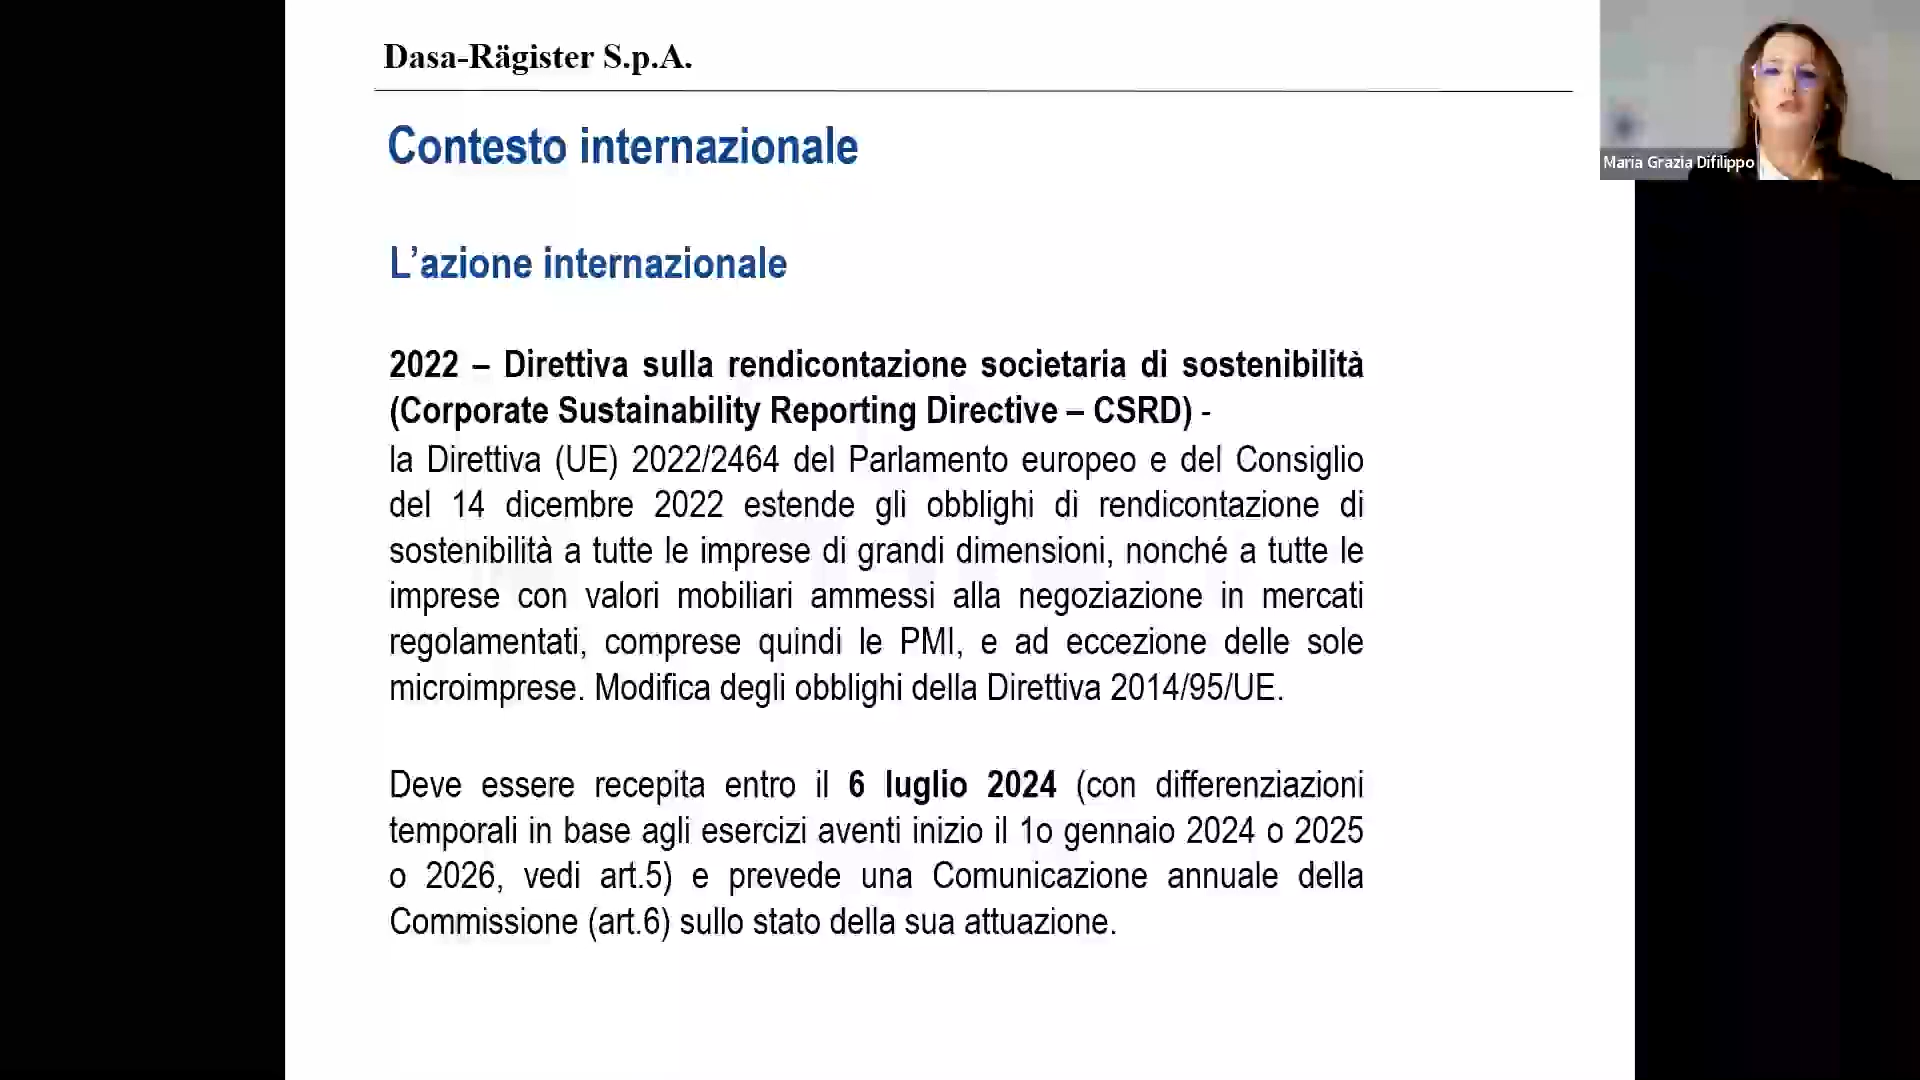 Dasa-Rägister S.p.A.
Contesto internazionale
L’azione internazionale
2022 – Direttiva sulla rendicontazione societaria di sostenibilità
(Corporate Sustainability Reporting Directive – CSRD) -
la Direttiva (UE) 2022/2464 del Parlamento europeo e del Consiglio
del 14 dicembre 2022 estende gli obblighi di rendicontazione di
sostenibilità a tutte le imprese di grandi dimensioni, nonché a tutte le
imprese con valori mobiliari ammessi alla negoziazione in mercati
regolamentati, comprese quindi le PMI, e ad eccezione delle sole
microimprese. Modifica degli obblighi della Direttiva 2014/95/UE.
Deve essere recepita entro il 6 luglio 2024 (con differenziazioni
temporali in base agli esercizi aventi inizio il 1o gennaio 2024 o 2025
o 2026, vedi art.5) e prevede una Comunicazione annuale della
Commissione (art.6) sullo stato della sua attuazione.
Maria Grazia Difilippo